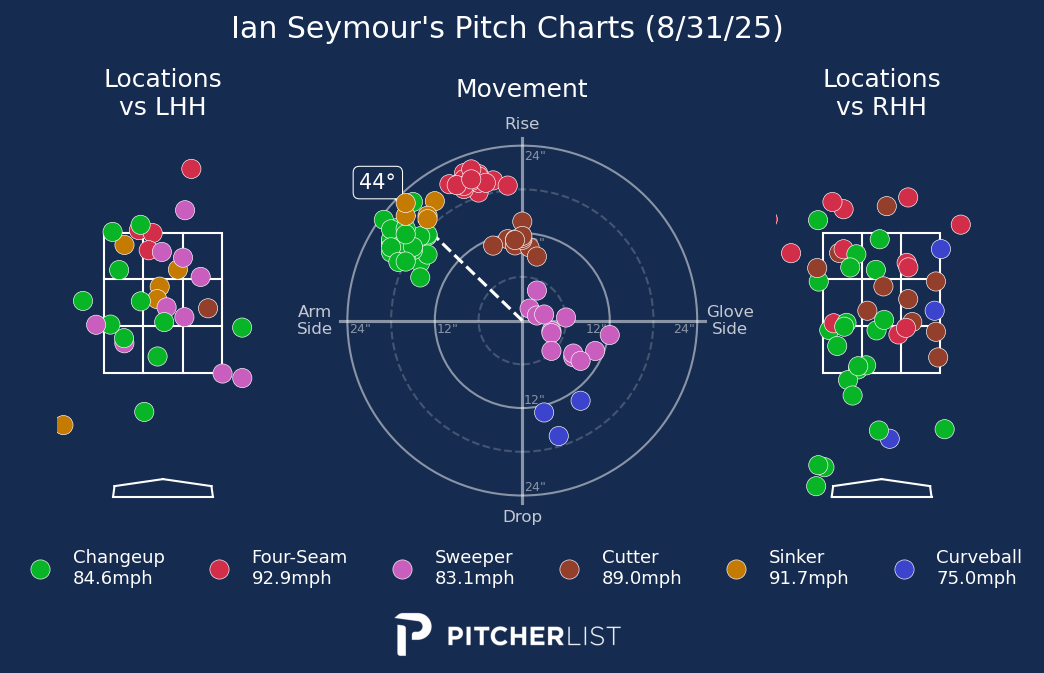 Ian Seymour's Pitch Charts (8/31/25)
Locations
vs LHH
Movement
Locations
vs RHH
Rise
24"
44°
Arm
Side
24"
12"
12"
24"
Glove
Side
12"
24"
Drop
Changeup
84.6mph
Four-Seam
92.9mph
Sweeper
83.1mph
Cutter
89.0mph
Sinker
91.7mph
Curveball
75.0mph
PITCHERLIST